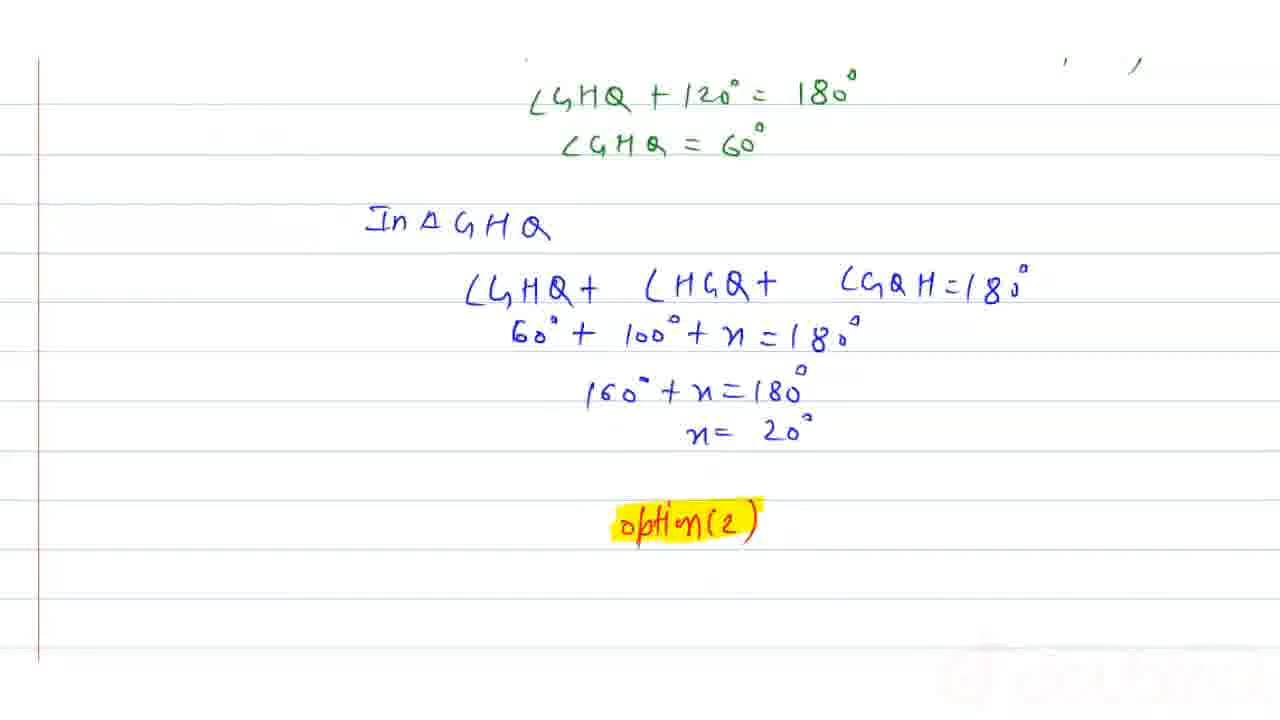 ∠GHQ + 120° = 180°
∠GHQ = 60°
In Δ GHQ
∠GHQ + ∠HGQ + ∠GQH = 180°
60° + 100° + x = 180°
160° + x = 180°
x = 20°
option(2)